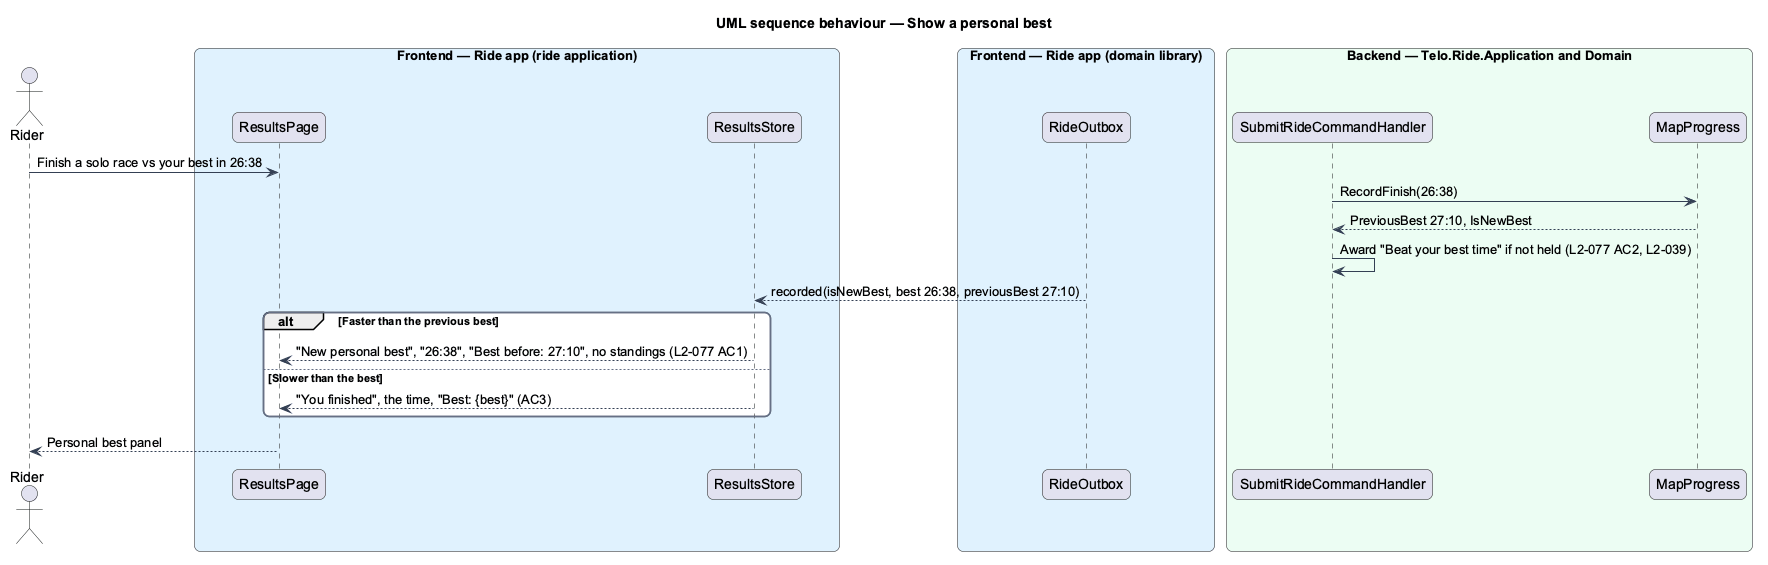 UML sequence behaviour — Show a personal best
Frontend — Ride app (ride application)
Frontend — Ride app (domain library)
Backend — Telo.Ride.Application and Domain
Rider
ResultsPage
ResultsStore
RideOutbox
SubmitRideCommandHandler
MapProgress
Finish a solo race vs your best in 26:38
RecordFinish(26:38)
PreviousBest 27:10, IsNewBest
Award "Beat your best time" if not held (L2-077 AC2, L2-039)
recorded(isNewBest, best 26:38, previousBest 27:10)
alt
[Faster than the previous best]
"New personal best", "26:38", "Best before: 27:10", no standings (L2-077 AC1)
[Slower than the best]
"You finished", the time, "Best: {best}" (AC3)
Personal best panel
Rider
ResultsPage
ResultsStore
RideOutbox
SubmitRideCommandHandler
MapProgress